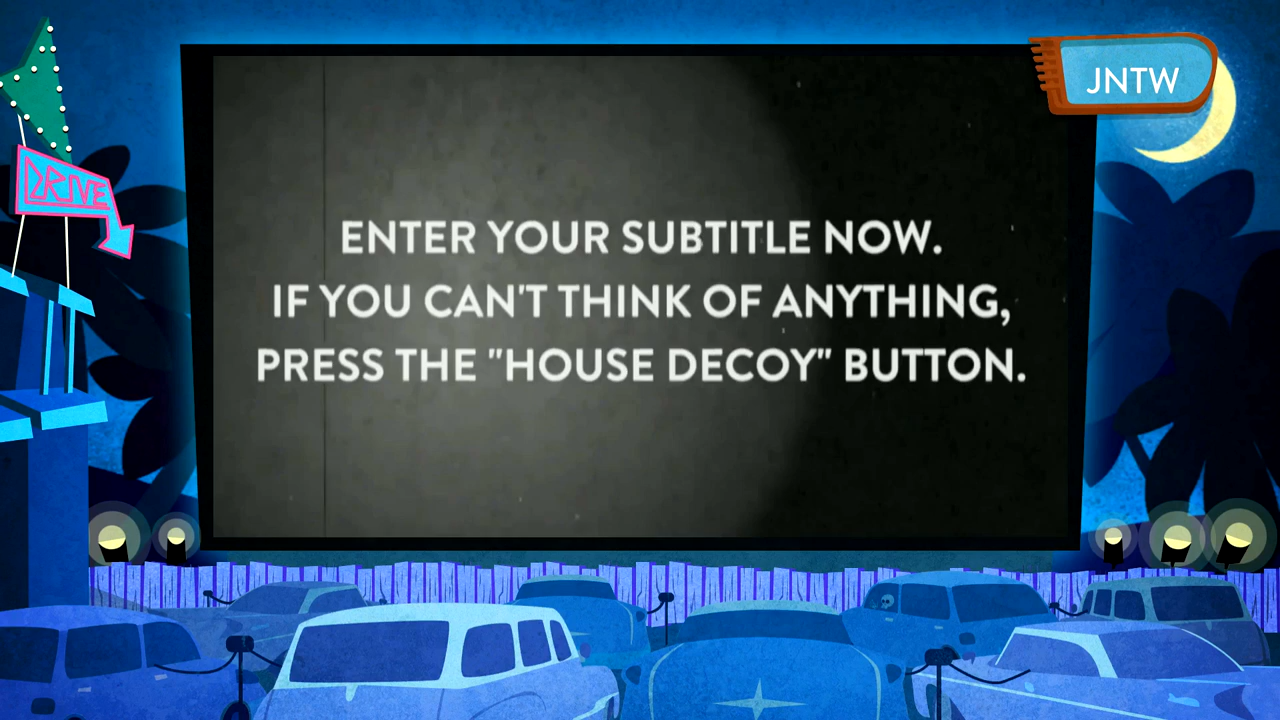 JNTW
DRIVE
ENTER YOUR SUBTITLE NOW.
IF YOU CAN'T THINK OF ANYTHING,
PRESS THE "HOUSE DECOY" BUTTON.